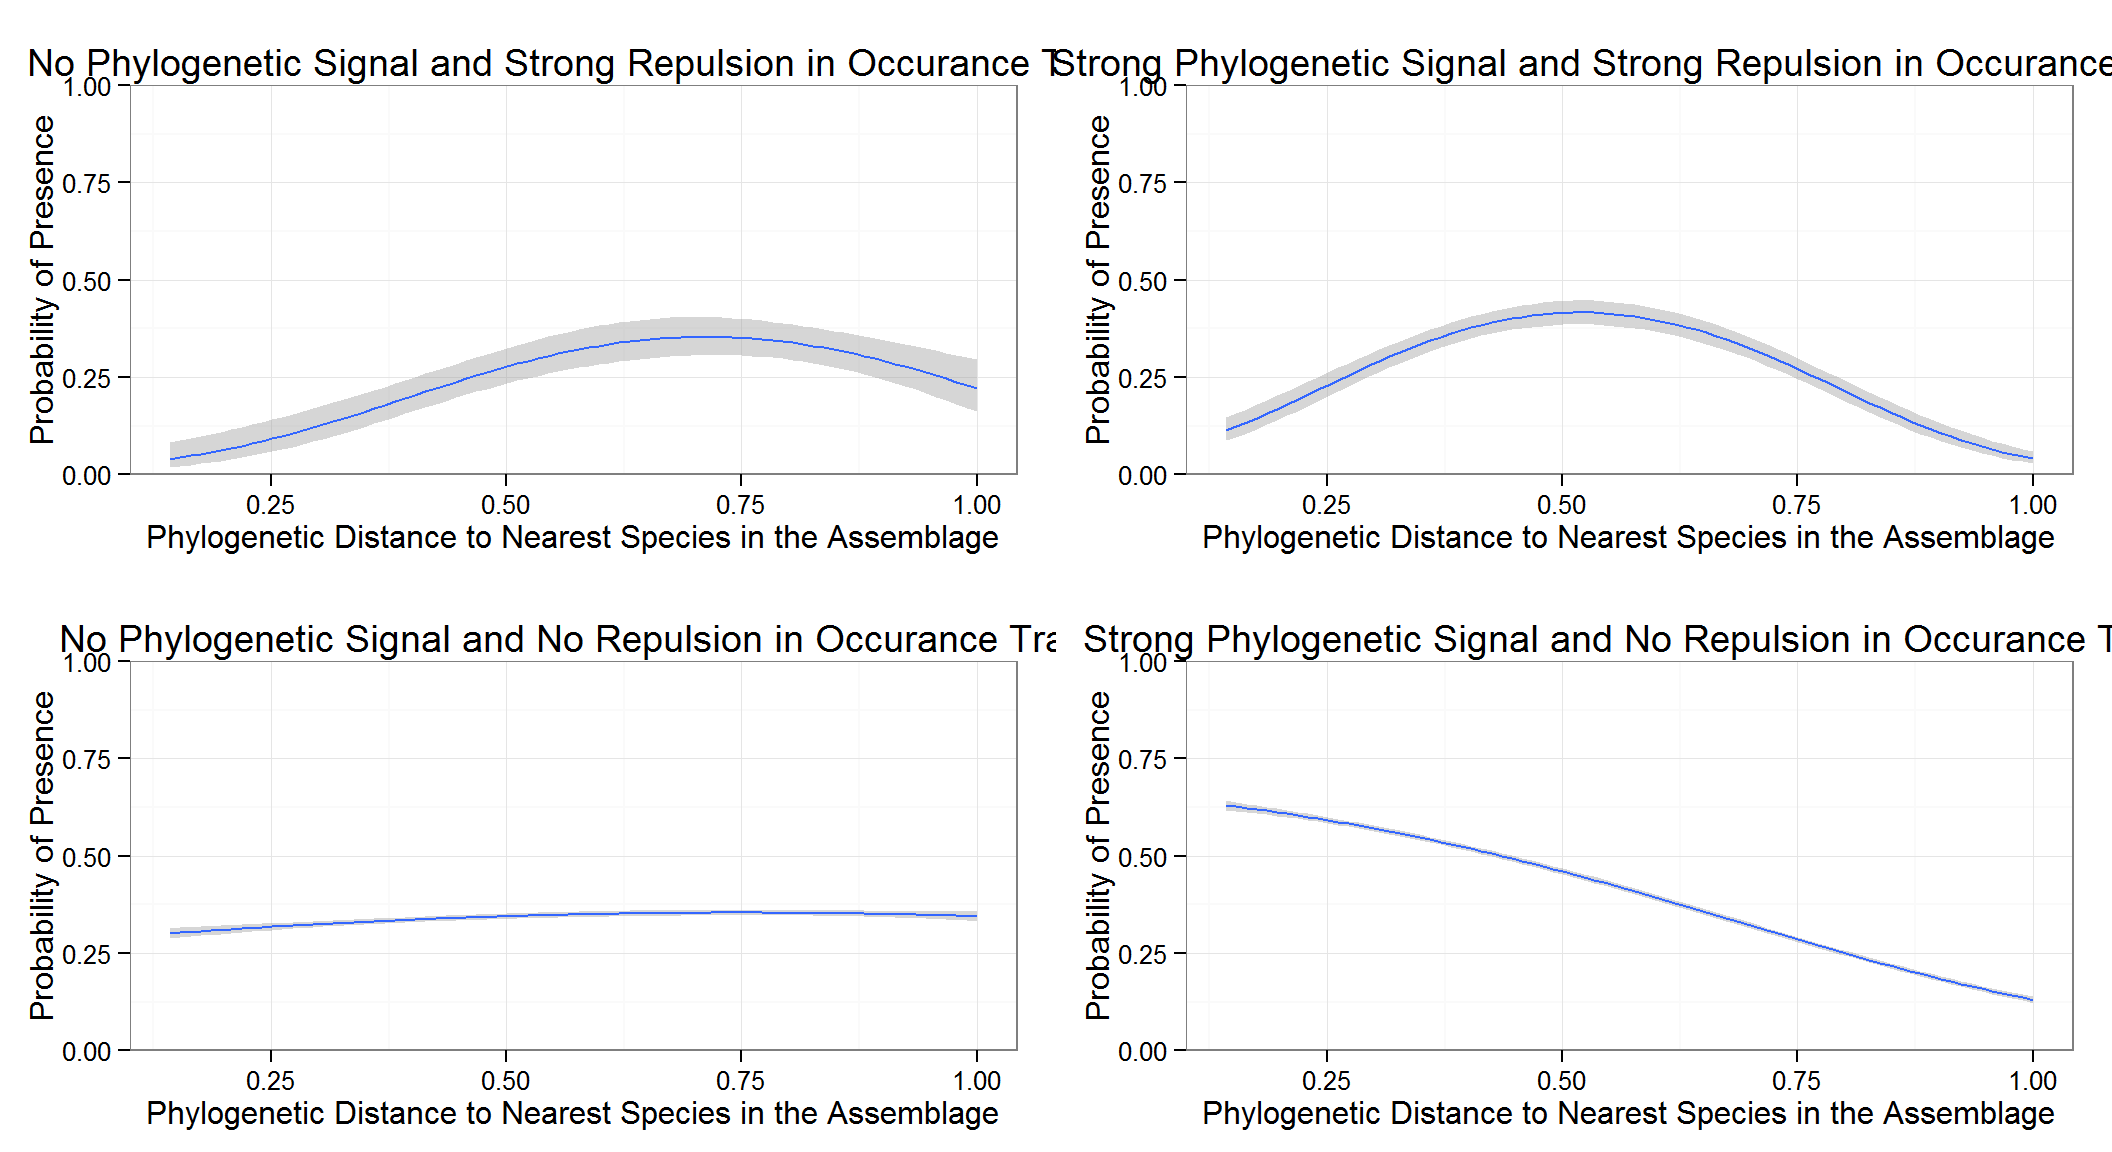 No Phylogenetic Signal and Strong Repulsion in Occurance T
1.00
0.75
0.50
0.25
0.00
Probability of Presence
0.25 0.50 0.75 1.00
Phylogenetic Distance to Nearest Species in the Assemblage
Strong Phylogenetic Signal and Strong Repulsion in Occurance
1.00
0.75
0.50
0.25
0.00
Probability of Presence
0.25 0.50 0.75 1.00
Phylogenetic Distance to Nearest Species in the Assemblage
No Phylogenetic Signal and No Repulsion in Occurance Tra
1.00
0.75
0.50
0.25
0.00
Probability of Presence
0.25 0.50 0.75 1.00
Phylogenetic Distance to Nearest Species in the Assemblage
Strong Phylogenetic Signal and No Repulsion in Occurance T
1.00
0.75
0.50
0.25
0.00
Probability of Presence
0.25 0.50 0.75 1.00
Phylogenetic Distance to Nearest Species in the Assemblage